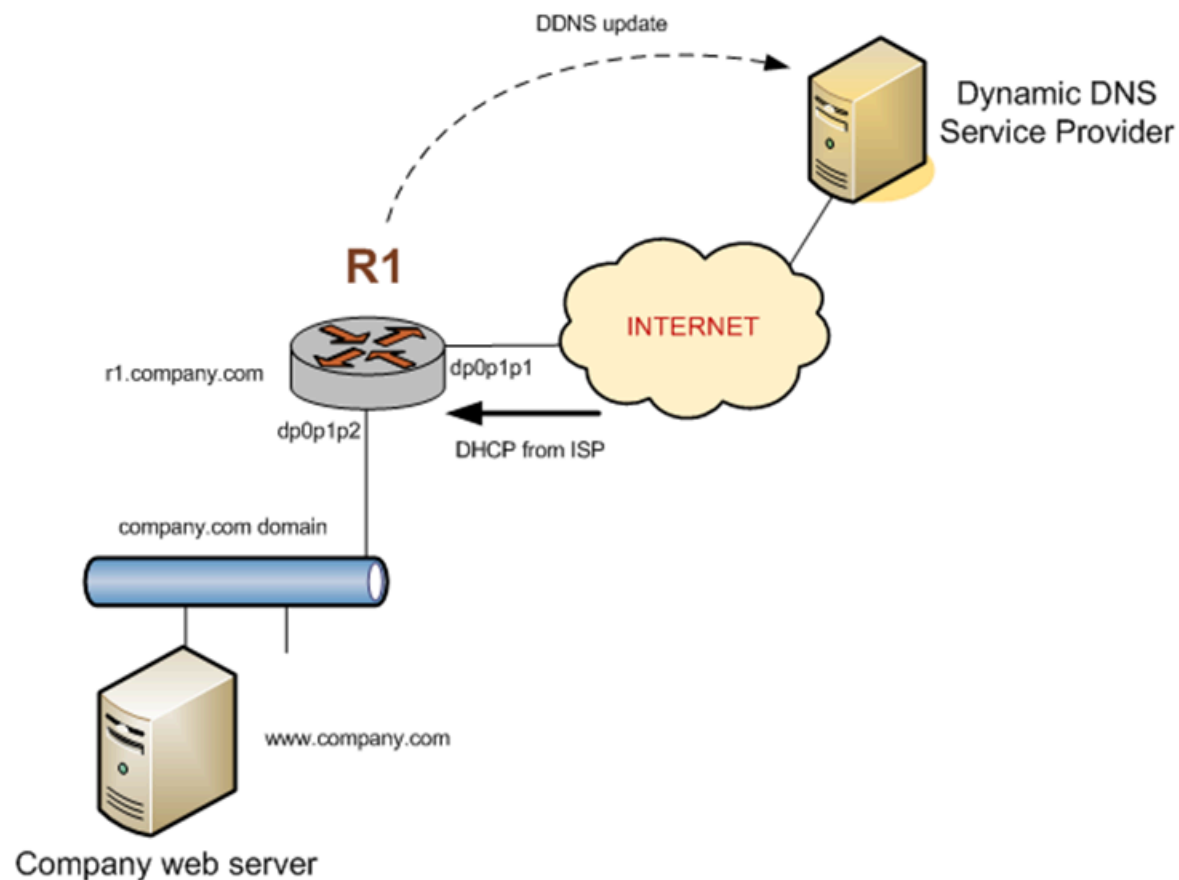 DDNS update
Dynamic DNS
Service Provider
R1
INTERNET
r1.company.com
dp0p1p1
dp0p1p2
DHCP from ISP
company.com domain
www.company.com
Company web server